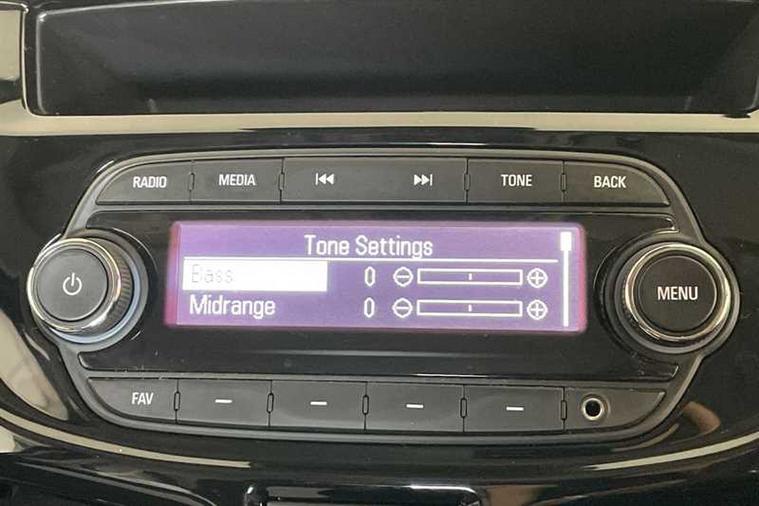 RADIO MEDIA TONE BACK
Tone Settings
Bass 0
Midrange 0
MENU
FAV